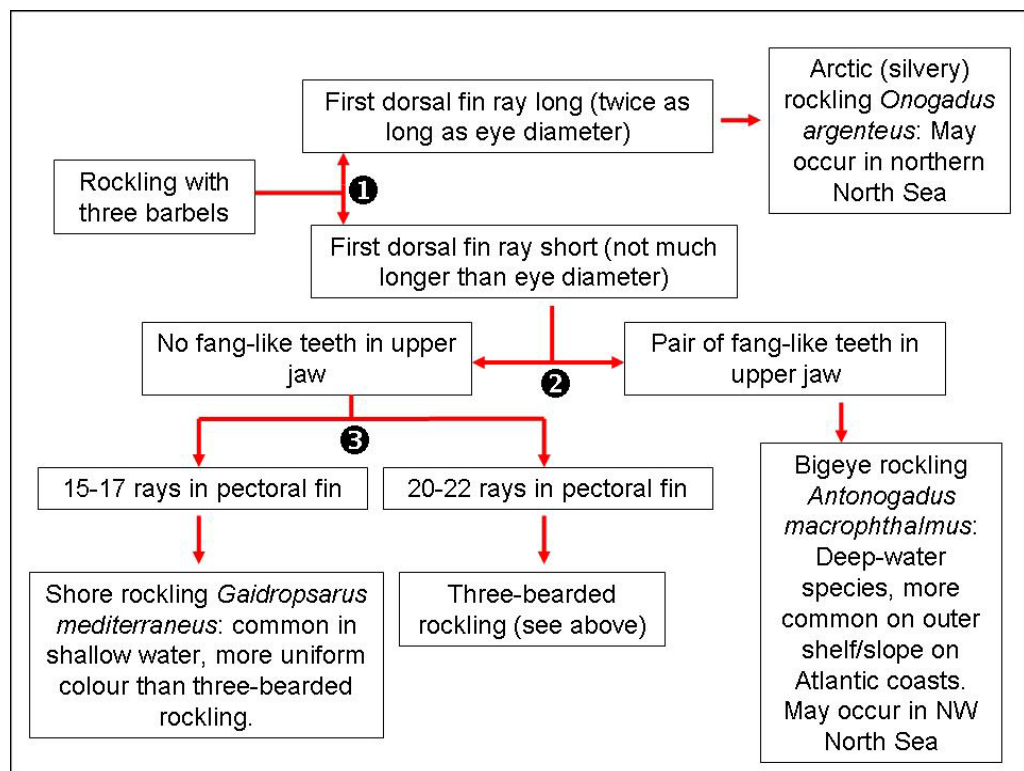 First dorsal fin ray long (twice as
long as eye diameter)
Arctic (silvery)
rockling Onogadus
argenteus: May
occur in northern
North Sea
Rockling with
three barbels
1
First dorsal fin ray short (not much
longer than eye diameter)
No fang-like teeth in upper
jaw
2
Pair of fang-like teeth in
upper jaw
3
15-17 rays in pectoral fin
20-22 rays in pectoral fin
Bigeye rockling
Antonogadus
macrophthalmus:
Deep-water
species, more
common on outer
shelf/slope on
Atlantic coasts.
May occur in NW
North Sea
Shore rockling Gaidropsarus
mediterraneus: common in
shallow water, more uniform
colour than three-bearded
rockling.
Three-bearded
rockling (see above)